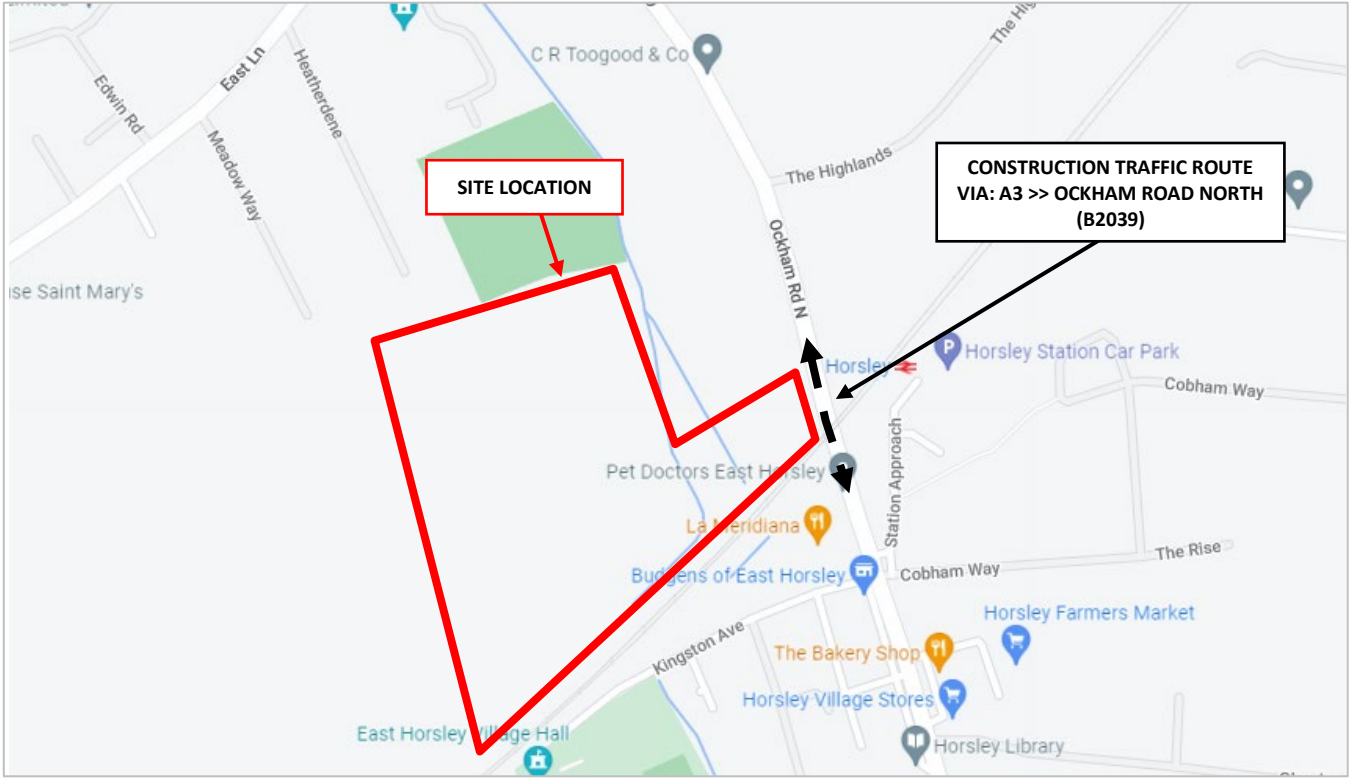 C R Toogood & Co
The Hig
East Ln
Heatherdene
Edwin Rd
Meadow Way
The Highlands
SITE LOCATION
CONSTRUCTION TRAFFIC ROUTE
VIA: A3 >> OCKHAM ROAD NORTH
(B2039)
Ockham Rd N
se Saint Mary's
Horsley
P
Horsley Station Car Park
Cobham Way
Pet Doctors East Horsley
Station Approach
La Meridiana
The Rise
Budgens of East Horsley
Cobham Way
Horsley Farmers Market
Kingston Ave
The Bakery Shop
Horsley Village Stores
East Horsley Village Hall
Horsley Library